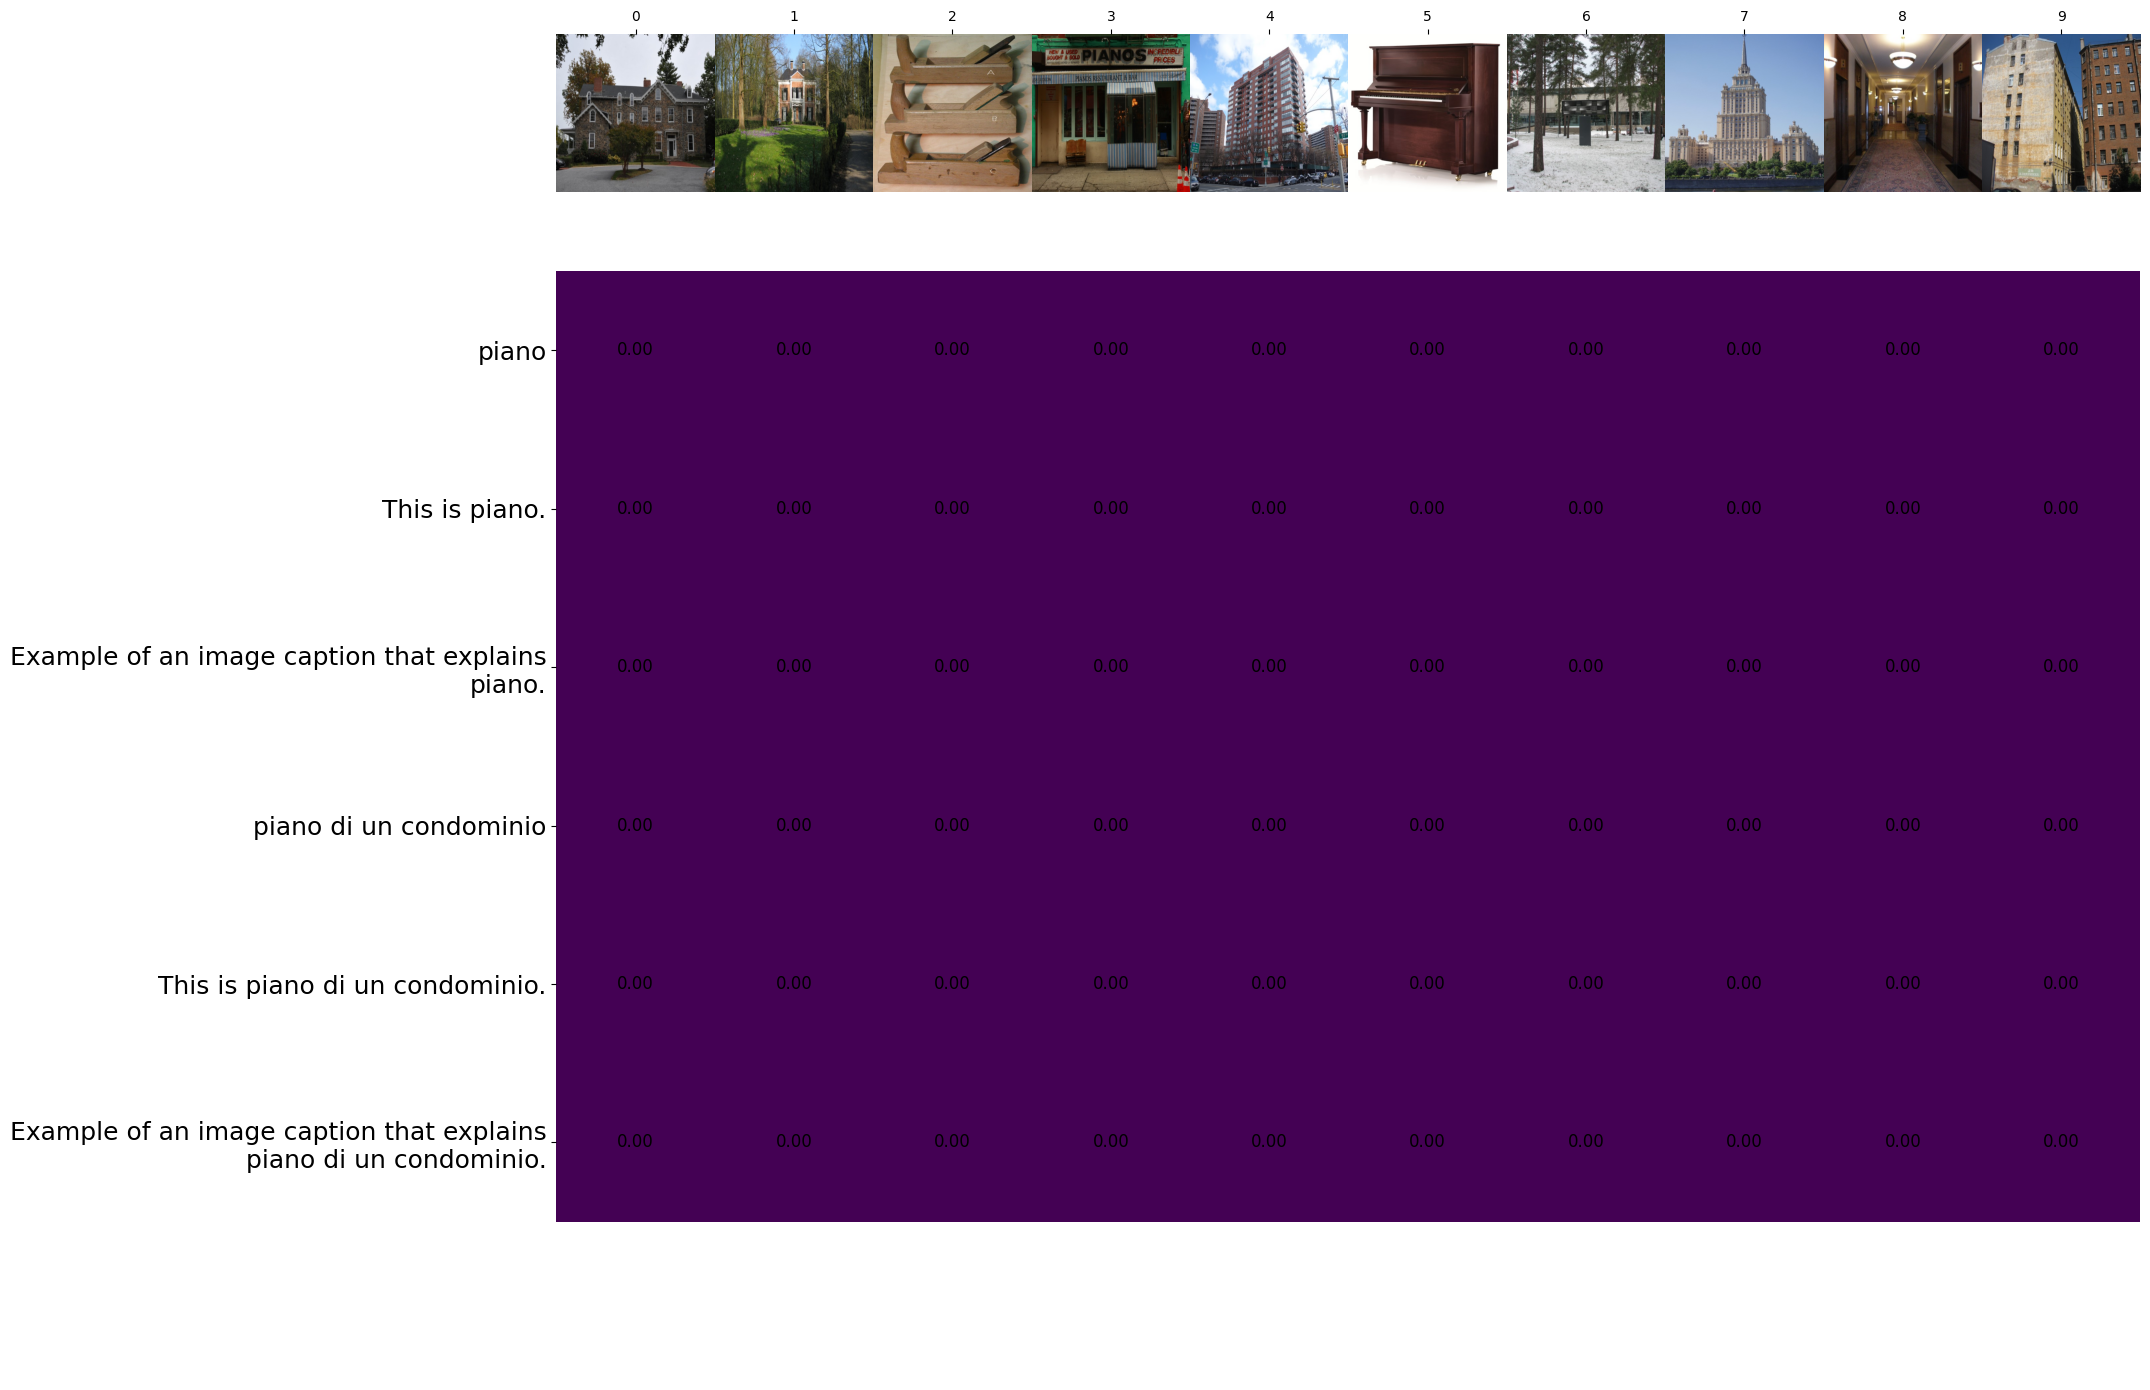 0 1 2 3 4 5 6 7 8 9
PIANOS
INCREDIBLE
PRICES
piano 0.00 0.00 0.00 0.00 0.00 0.00 0.00 0.00 0.00 0.00
This is piano. 0.00 0.00 0.00 0.00 0.00 0.00 0.00 0.00 0.00 0.00
Example of an image caption that explains
piano. 0.00 0.00 0.00 0.00 0.00 0.00 0.00 0.00 0.00 0.00
piano di un condominio 0.00 0.00 0.00 0.00 0.00 0.00 0.00 0.00 0.00 0.00
This is piano di un condominio. 0.00 0.00 0.00 0.00 0.00 0.00 0.00 0.00 0.00 0.00
Example of an image caption that explains
piano di un condominio. 0.00 0.00 0.00 0.00 0.00 0.00 0.00 0.00 0.00 0.00